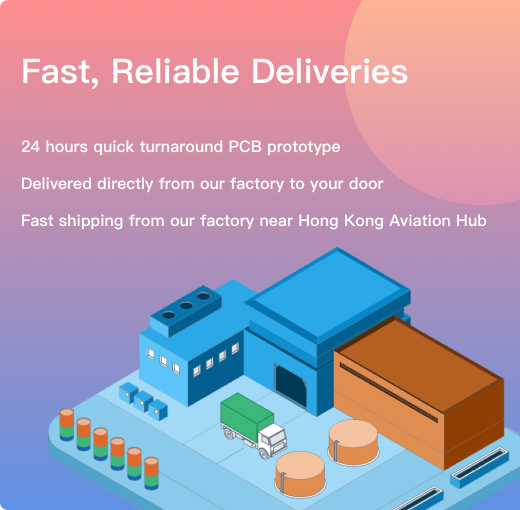 Fast, Reliable Deliveries
24 hours quick turnaround PCB prototype
Delivered directly from our factory to your door
Fast shipping from our factory near Hong Kong Aviation Hub